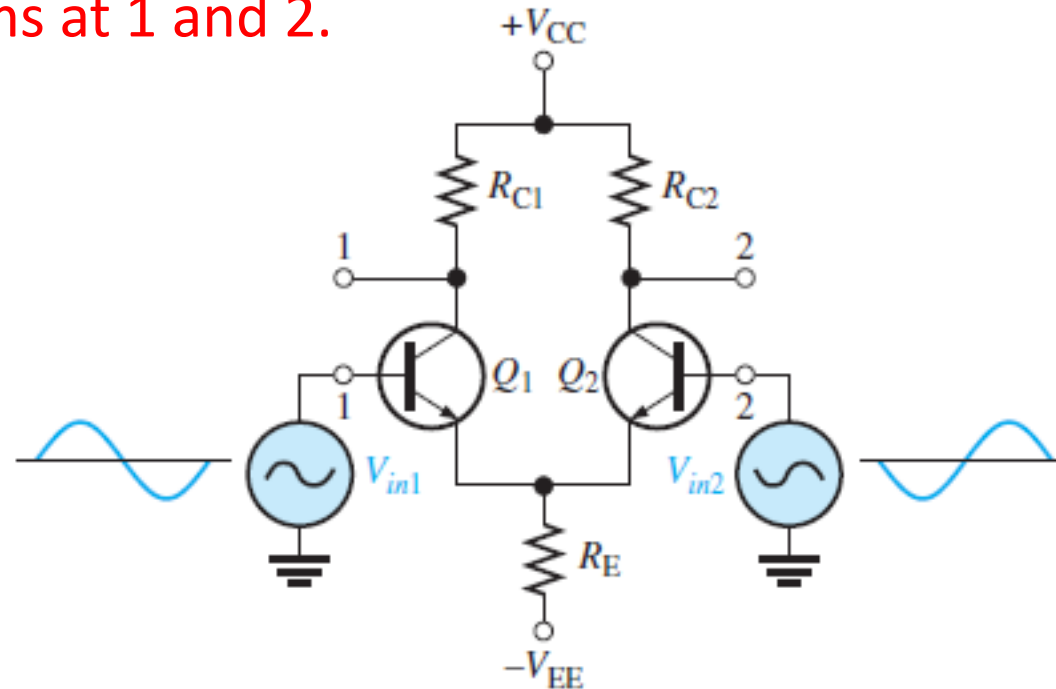 ns at 1 and 2.
+VCC
RC1 RC2
1 2
Q1 Q2
1 2
Vin1 Vin2
RE
−VEE